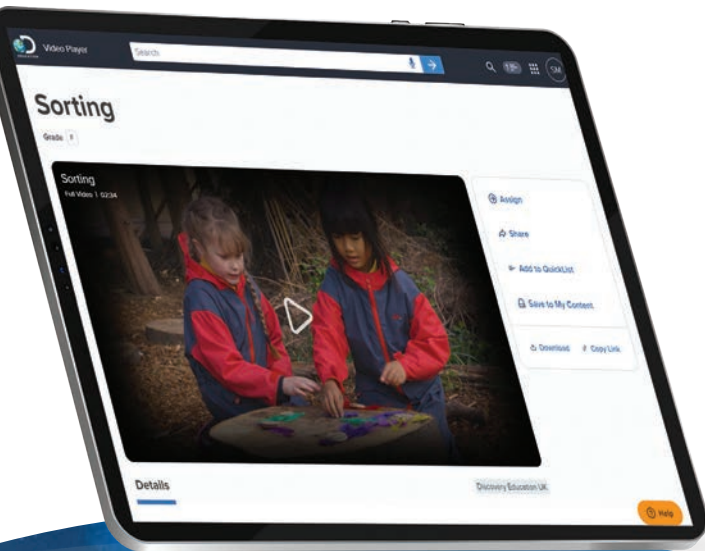 Video Player
Search
SM
Sorting
Grade
Sorting
Full Video | 02:34
Assign
Share
Add to QuickList
Save to My Content
Download Copy Link
Details
Discovery Education UK
Help